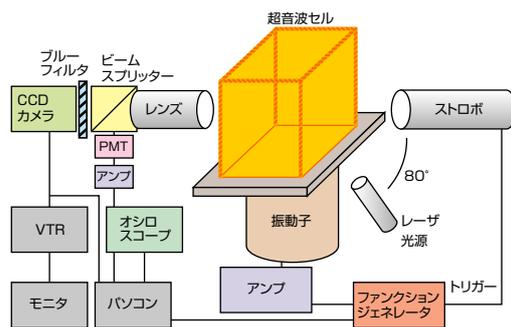 超音波セル
ブルー
フィルタ
ビーム
スプリッター
CCD
カメラ
レンズ
ストロボ
PMT
アンプ
80°
レーザ
光源
VTR
オシロ
スコープ
振動子
モニタ
パソコン
アンプ
ファンクション
ジェネレータ
トリガー